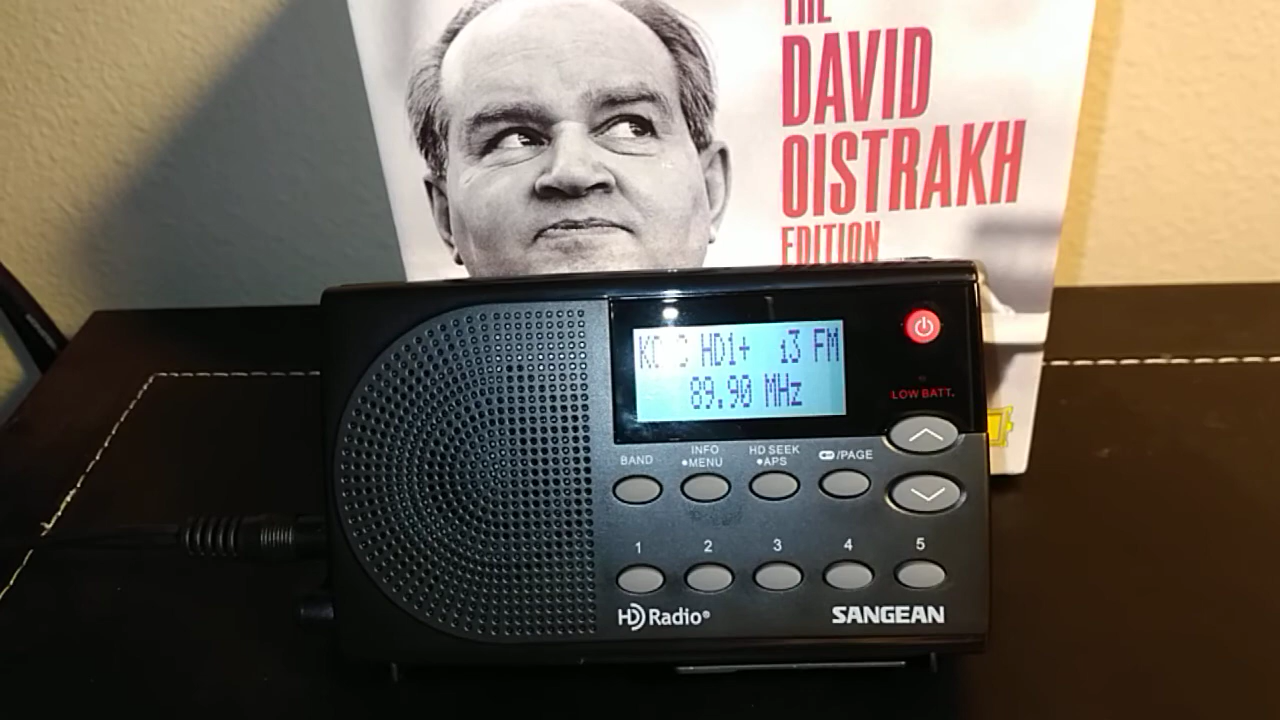 THE
DAVID
OISTRAKH
EDITION
HD1+ FM
89.90 MHz
LOW BATT.
BAND
INFO
•MENU
HD SEEK
•APS
/PAGE
1 2 3 4 5
HD Radio®
SANGEAN